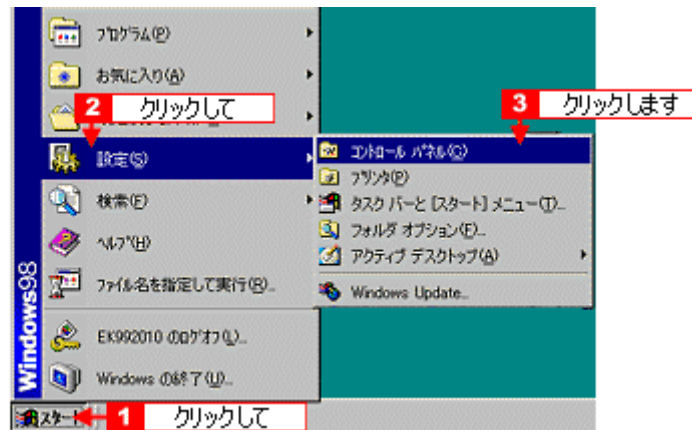 プログラム(P)
お気に入り(A)
2 クリックして
3 クリックします
設定(S)
検索(F)
ヘルプ(H)
ファイル名を指定して実行(R)...
EK992010 のログオフ(L)...
Windows の終了(U)...
コントロール パネル(C)
プリンタ(P)
タスク バーと [スタート] メニュー(T)...
フォルダ オプション(F)...
アクティブ デスクトップ(A)
Windows Update...
Windows98
スタート
1 クリックして